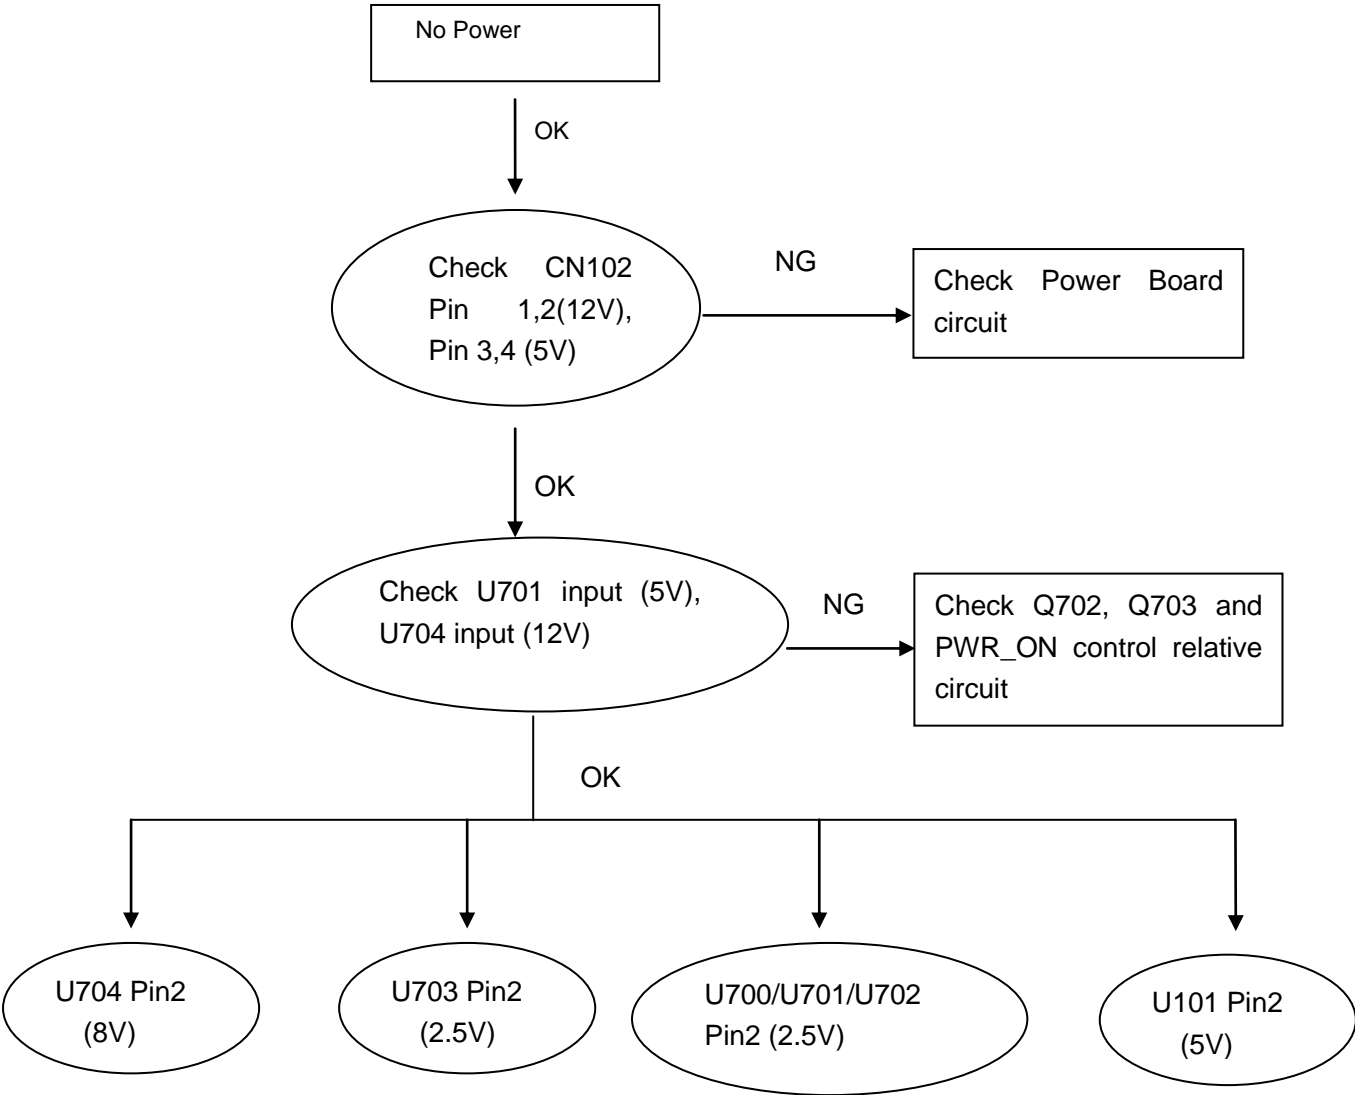 No Power
OK
Check CN102
Pin 1,2(12V),
Pin 3,4 (5V)
NG
Check Power Board
circuit
OK
Check U701 input (5V),
U704 input (12V)
NG
Check Q702, Q703 and
PWR_ON control relative
circuit
OK
U704 Pin2
(8V)
U703 Pin2
(2.5V)
U700/U701/U702
Pin2 (2.5V)
U101 Pin2
(5V)